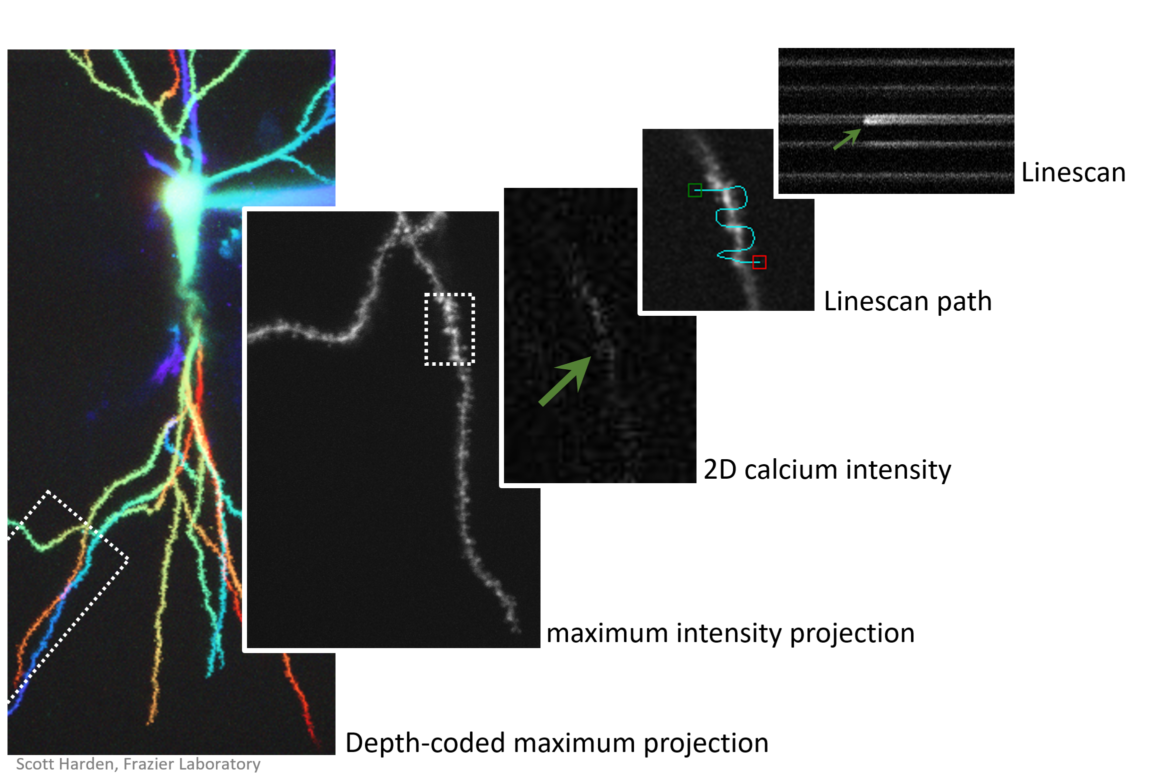 Linescan
Linescan path
2D calcium intensity
maximum intensity projection
Depth-coded maximum projection
Scott Harden, Frazier Laboratory